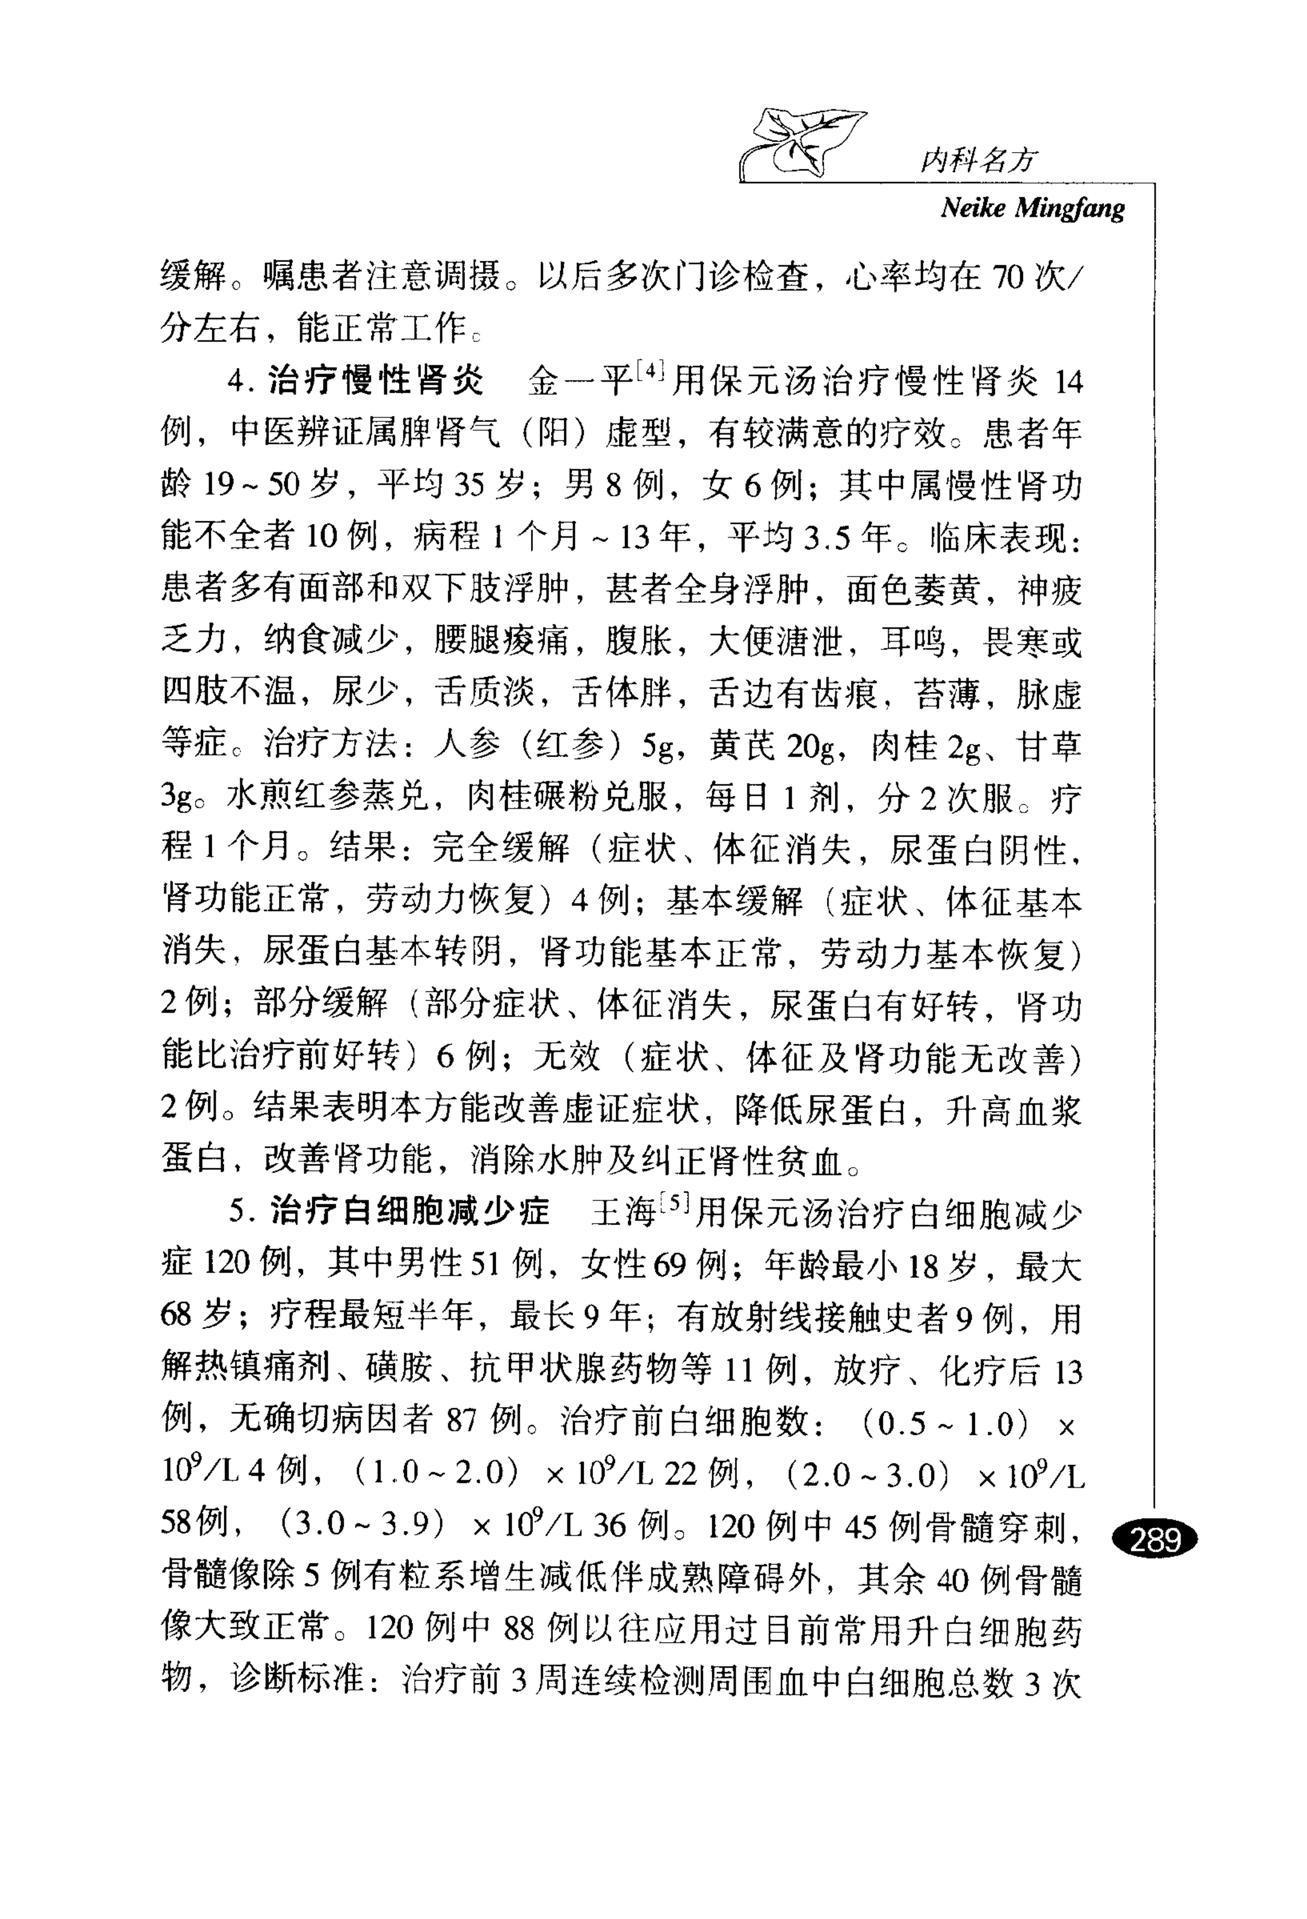 内科名方
Neike Mingfang
缓解。嘱患者注意调摄。以后多次门诊检查，心率均在 70 次/
分左右，能正常工作。
4. 治疗慢性肾炎　金一平[4]用保元汤治疗慢性肾炎 14
例，中医辨证属脾肾气（阳）虚型，有较满意的疗效。患者年
龄 19~50 岁，平均 35 岁；男 8 例，女 6 例；其中属慢性肾功
能不全者 10 例，病程 1 个月 ~ 13 年，平均 3.5 年。临床表现：
患者多有面部和双下肢浮肿，甚者全身浮肿，面色萎黄，神疲
乏力，纳食减少，腰腿痠痛，腹胀，大便溏泄，耳鸣，畏寒或
四肢不温，尿少，舌质淡，舌体胖，舌边有齿痕，苔薄，脉虚
等症。治疗方法：人参（红参）5g，黄芪 20g，肉桂 2g、甘草
3g。水煎红参蒸兑，肉桂碾粉兑服，每日 1 剂，分 2 次服。疗
程 1 个月。结果：完全缓解（症状、体征消失，尿蛋白阴性，
肾功能正常，劳动力恢复）4 例；基本缓解（症状、体征基本
消失，尿蛋白基本转阴，肾功能基本正常，劳动力基本恢复）
2 例；部分缓解（部分症状、体征消失，尿蛋白有好转，肾功
能比治疗前好转）6 例；无效（症状、体征及肾功能无改善）
2 例。结果表明本方能改善虚证症状，降低尿蛋白，升高血浆
蛋白，改善肾功能，消除水肿及纠正肾性贫血。
5. 治疗白细胞减少症　王海[5]用保元汤治疗白细胞减少
症 120 例，其中男性 51 例，女性 69 例；年龄最小 18 岁，最大
68 岁；疗程最短半年，最长 9 年；有放射线接触史者 9 例，用
解热镇痛剂、磺胺、抗甲状腺药物等 11 例，放疗、化疗后 13
例，无确切病因者 87 例。治疗前白细胞数：（0.5 ~ 1.0）×
10⁹/L 4 例，（1.0 ~ 2.0）× 10⁹/L 22 例，（2.0 ~ 3.0）× 10⁹/L
58例，（3.0 ~ 3.9）× 10⁹/L 36 例。120 例中 45 例骨髓穿刺，
骨髓像除 5 例有粒系增生减低伴成熟障碍外，其余 40 例骨髓
像大致正常。120 例中 88 例以往应用过目前常用升白细胞药
物，诊断标准：治疗前 3 周连续检测周围血中白细胞总数 3 次
289